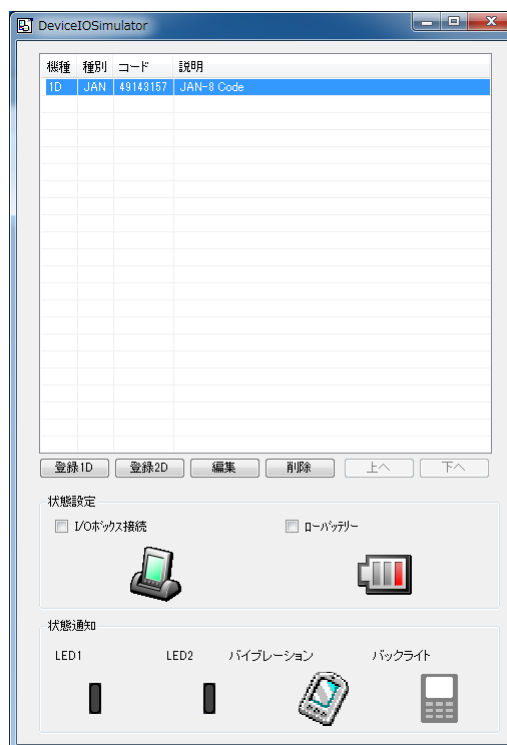 DeviceIOSimulator
機種 種別 コード 説明
1D JAN 49143157 JAN-8 Code
登録1D 登録2D 編集 削除 上へ 下へ
状態設定
I/Oボックス接続 ローバッテリー
状態通知
LED1 LED2 バイブレーション バックライト